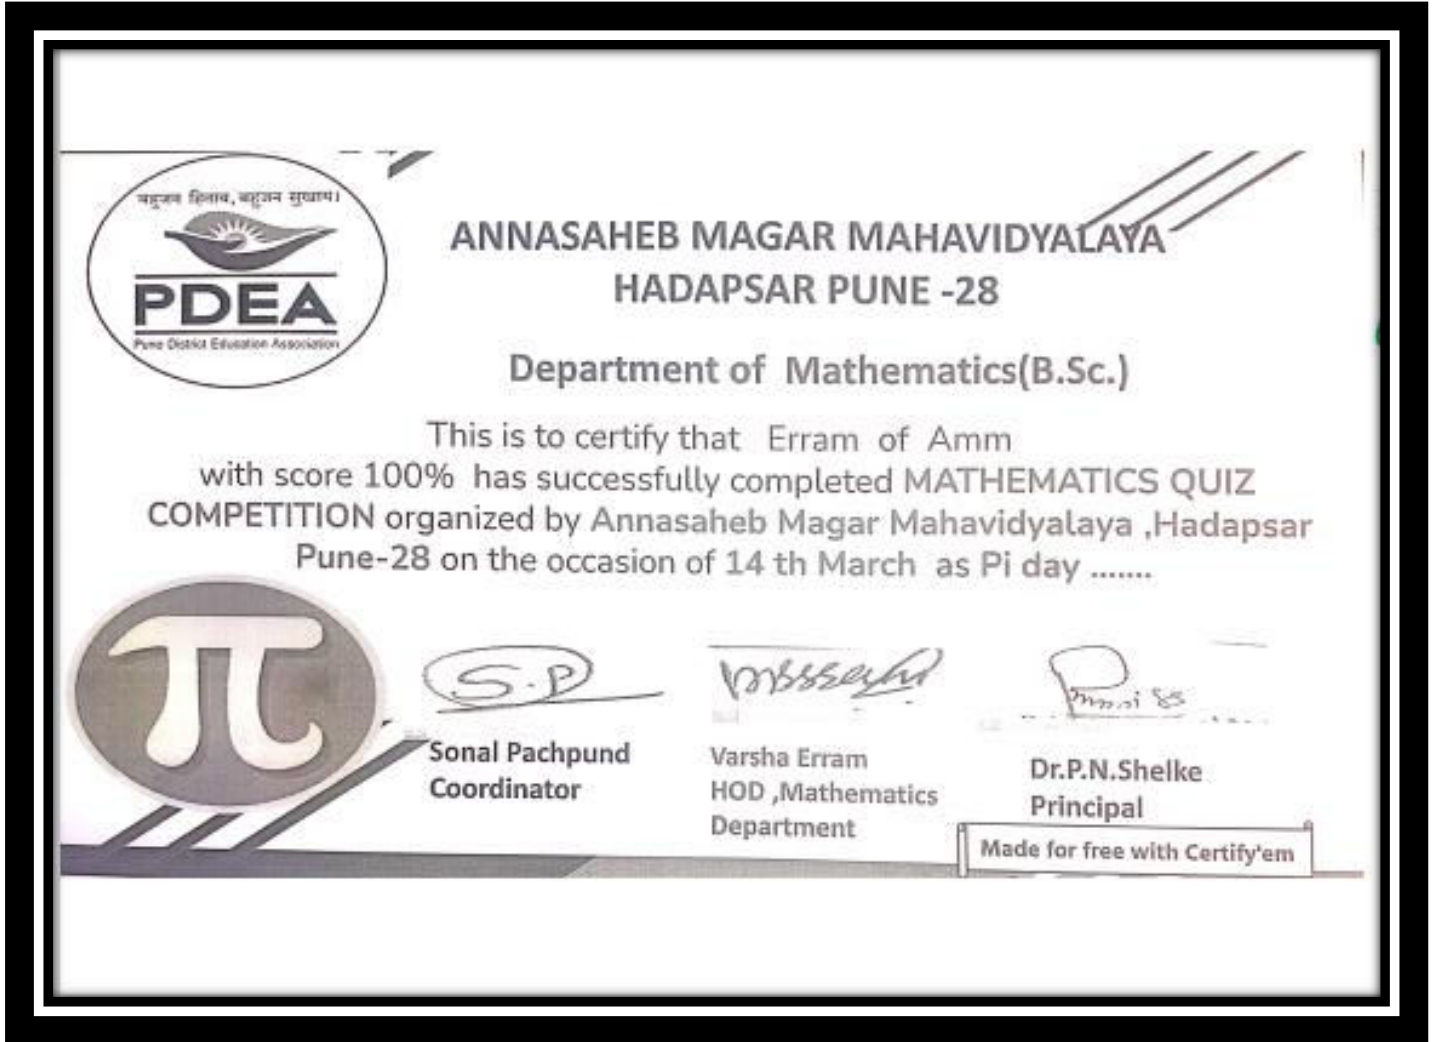 बहुजन हिताय, बहुजन सुखाय।
PDEA
Pune District Education Association
ANNASAHEB MAGAR MAHAVIDYALAYA
HADAPSAR PUNE -28
Department of Mathematics(B.Sc.)
This is to certify that Erram of Amm
with score 100% has successfully completed MATHEMATICS QUIZ
COMPETITION organized by Annasaheb Magar Mahavidyalaya ,Hadapsar
Pune-28 on the occasion of 14 th March as Pi day .......
π
S.P
Sonal Pachpund
Coordinator
Varsha Erram
HOD ,Mathematics
Department
Dr.P.N.Shelke
Principal
Made for free with Certify'em